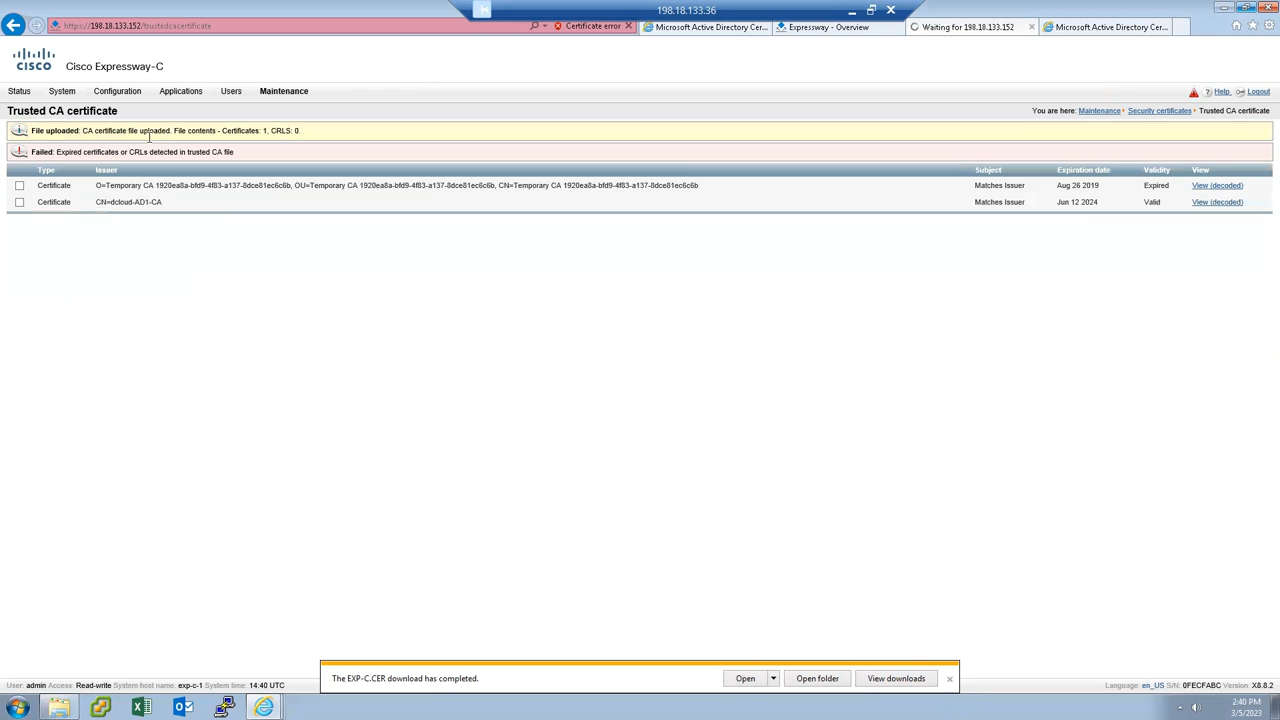 198.18.133.36
https://198.18.133.152/trustedcacertificate
Certificate error
Microsoft Active Directory Cer...
Expressway - Overview
Waiting for 198.18.133.152
Microsoft Active Directory Cer...
CISCO
Cisco Expressway-C
Status System Configuration Applications Users Maintenance
Help Logout
Trusted CA certificate
You are here: Maintenance Security certificates Trusted CA certificate
File uploaded: CA certificate file uploaded. File contents - Certificates: 1, CRLS: 0.
Failed: Expired certificates or CRLs detected in trusted CA file
Type Issuer Subject Expiration date Validity View
Certificate O=Temporary CA 1920ea8a-bfd9-4f83-a137-8dce81ec6c6b, OU=Temporary CA 1920ea8a-bfd9-4f83-a137-8dce81ec6c6b, CN=Temporary CA 1920ea8a-bfd9-4f83-a137-8dce81ec6c6b Matches Issuer Aug 26 2019 Expired View (decoded)
Certificate CN=dcloud-AD1-CA Matches Issuer Jun 12 2024 Valid View (decoded)
The EXP-C.CER download has completed.
Open Open folder View downloads
User: admin Access: Read-write System host name: exp-c-1 System time: 14:40 UTC
Language: en_US S/N: 0FECFABC Version: X8.8.2
2:40 PM
3/5/2023